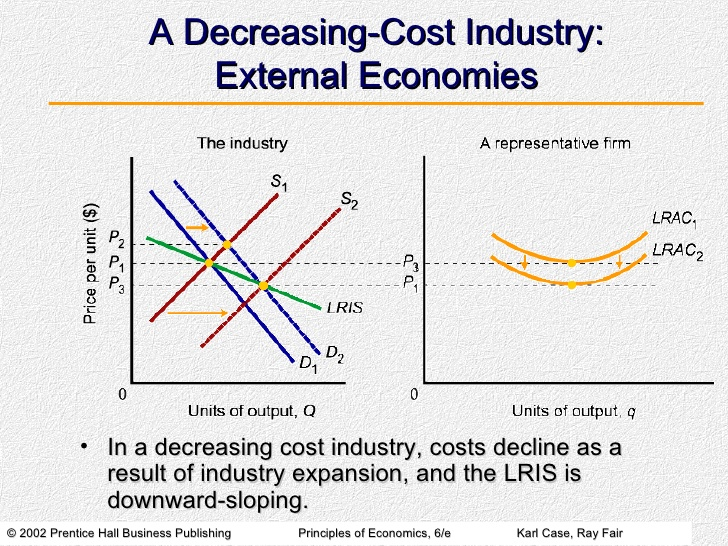 A Decreasing-Cost Industry:
External Economies
The industry
A representative firm
Price per unit ($)
S1
S2
P2
P1
P3
LRIS
D1
D2
0
Units of output, Q
LRAC1
LRAC2
P3
P1
0
Units of output, q
• In a decreasing cost industry, costs decline as a
result of industry expansion, and the LRIS is
downward-sloping.
© 2002 Prentice Hall Business Publishing Principles of Economics, 6/e Karl Case, Ray Fair